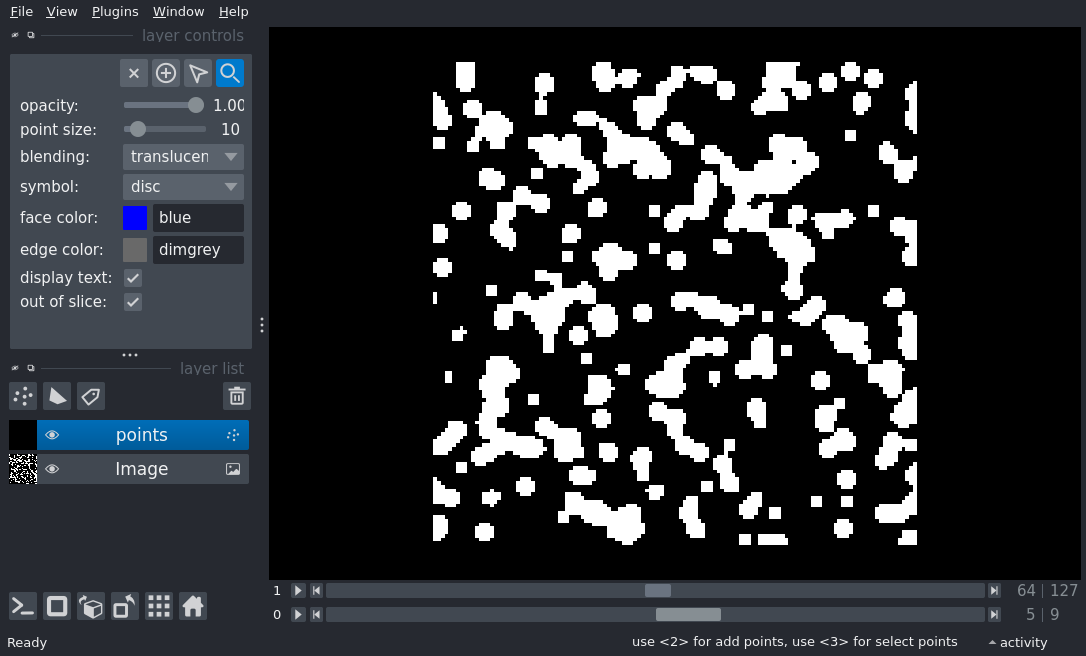 File View Plugins Window Help
layer controls
opacity: 1.00
point size: 10
blending: translucen
symbol: disc
face color: blue
edge color: dimgrey
display text:
out of slice:
layer list
points
Image
1 64 | 127
0 5 | 9
Ready use <2> for add points, use <3> for select points activity